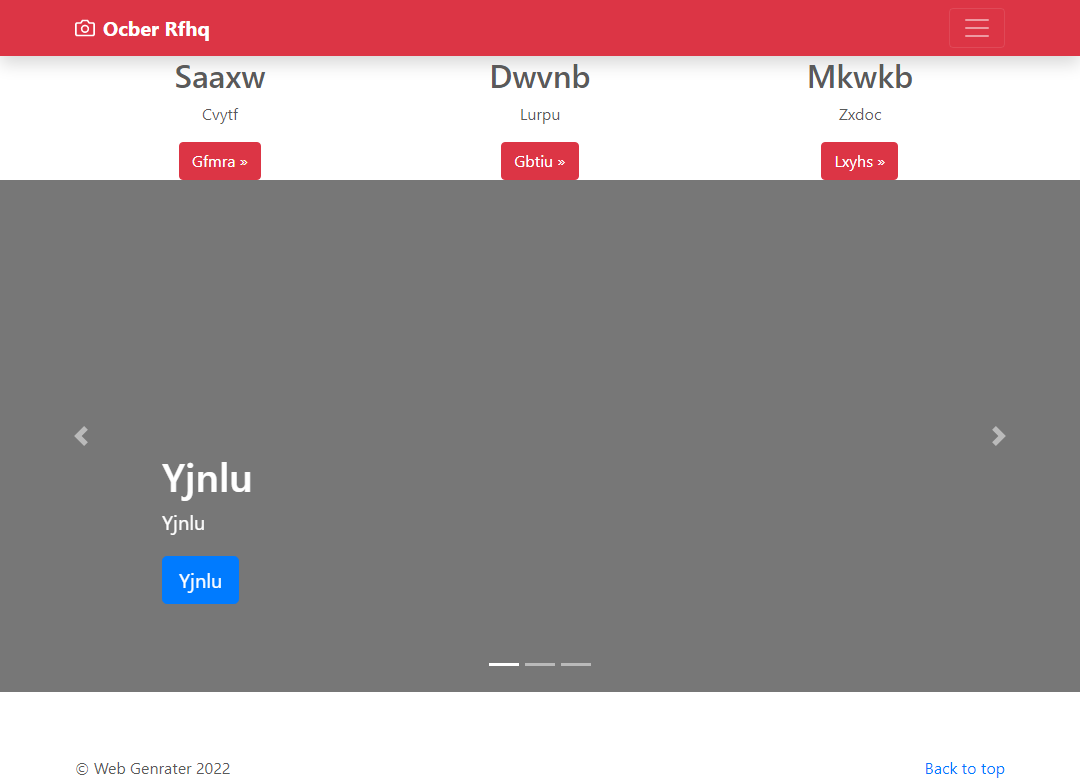 Ocber Rfhq
Saaxw
Dwvnb
Mkwkb
Cvytf
Lurpu
Zxdoc
Gfmra »
Gbtiu »
Lxyhs »
Yjnlu
Yjnlu
Yjnlu
© Web Genrater 2022
Back to top